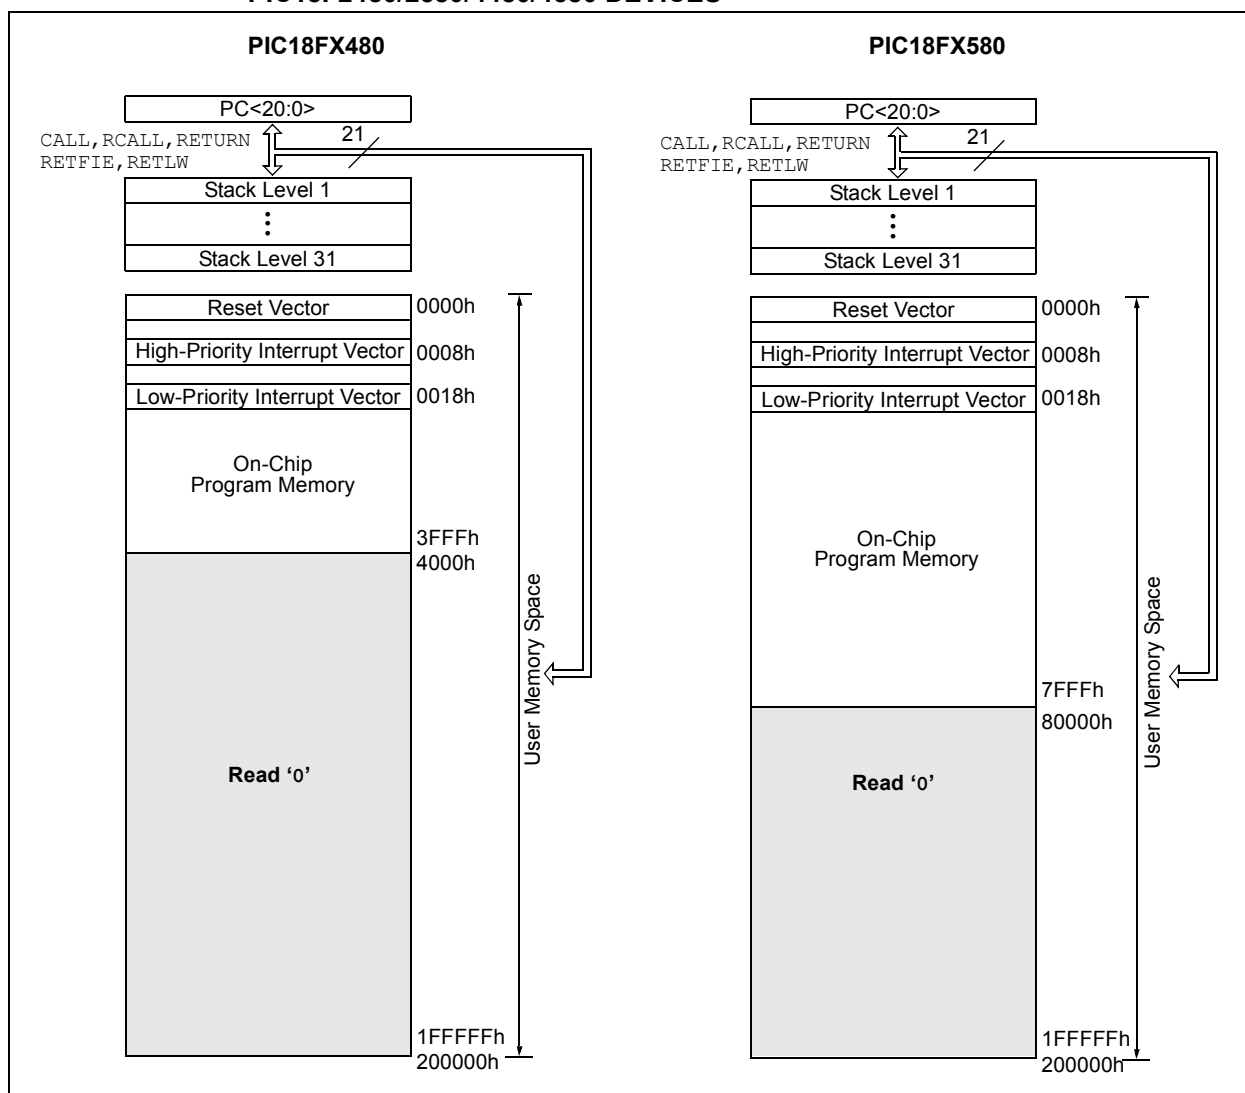 PIC18FX480
PC<20:0>
CALL,RCALL,RETURN
RETFIE,RETLW
21
Stack Level 1
Stack Level 31
Reset Vector
0000h
High-Priority Interrupt Vector
0008h
Low-Priority Interrupt Vector
0018h
On-Chip
Program Memory
3FFFh
4000h
Read ‘0’
User Memory Space
1FFFFFh
200000h
PIC18FX580
PC<20:0>
CALL,RCALL,RETURN
RETFIE,RETLW
21
Stack Level 1
Stack Level 31
Reset Vector
0000h
High-Priority Interrupt Vector
0008h
Low-Priority Interrupt Vector
0018h
On-Chip
Program Memory
7FFFh
80000h
Read ‘0’
User Memory Space
1FFFFFh
200000h